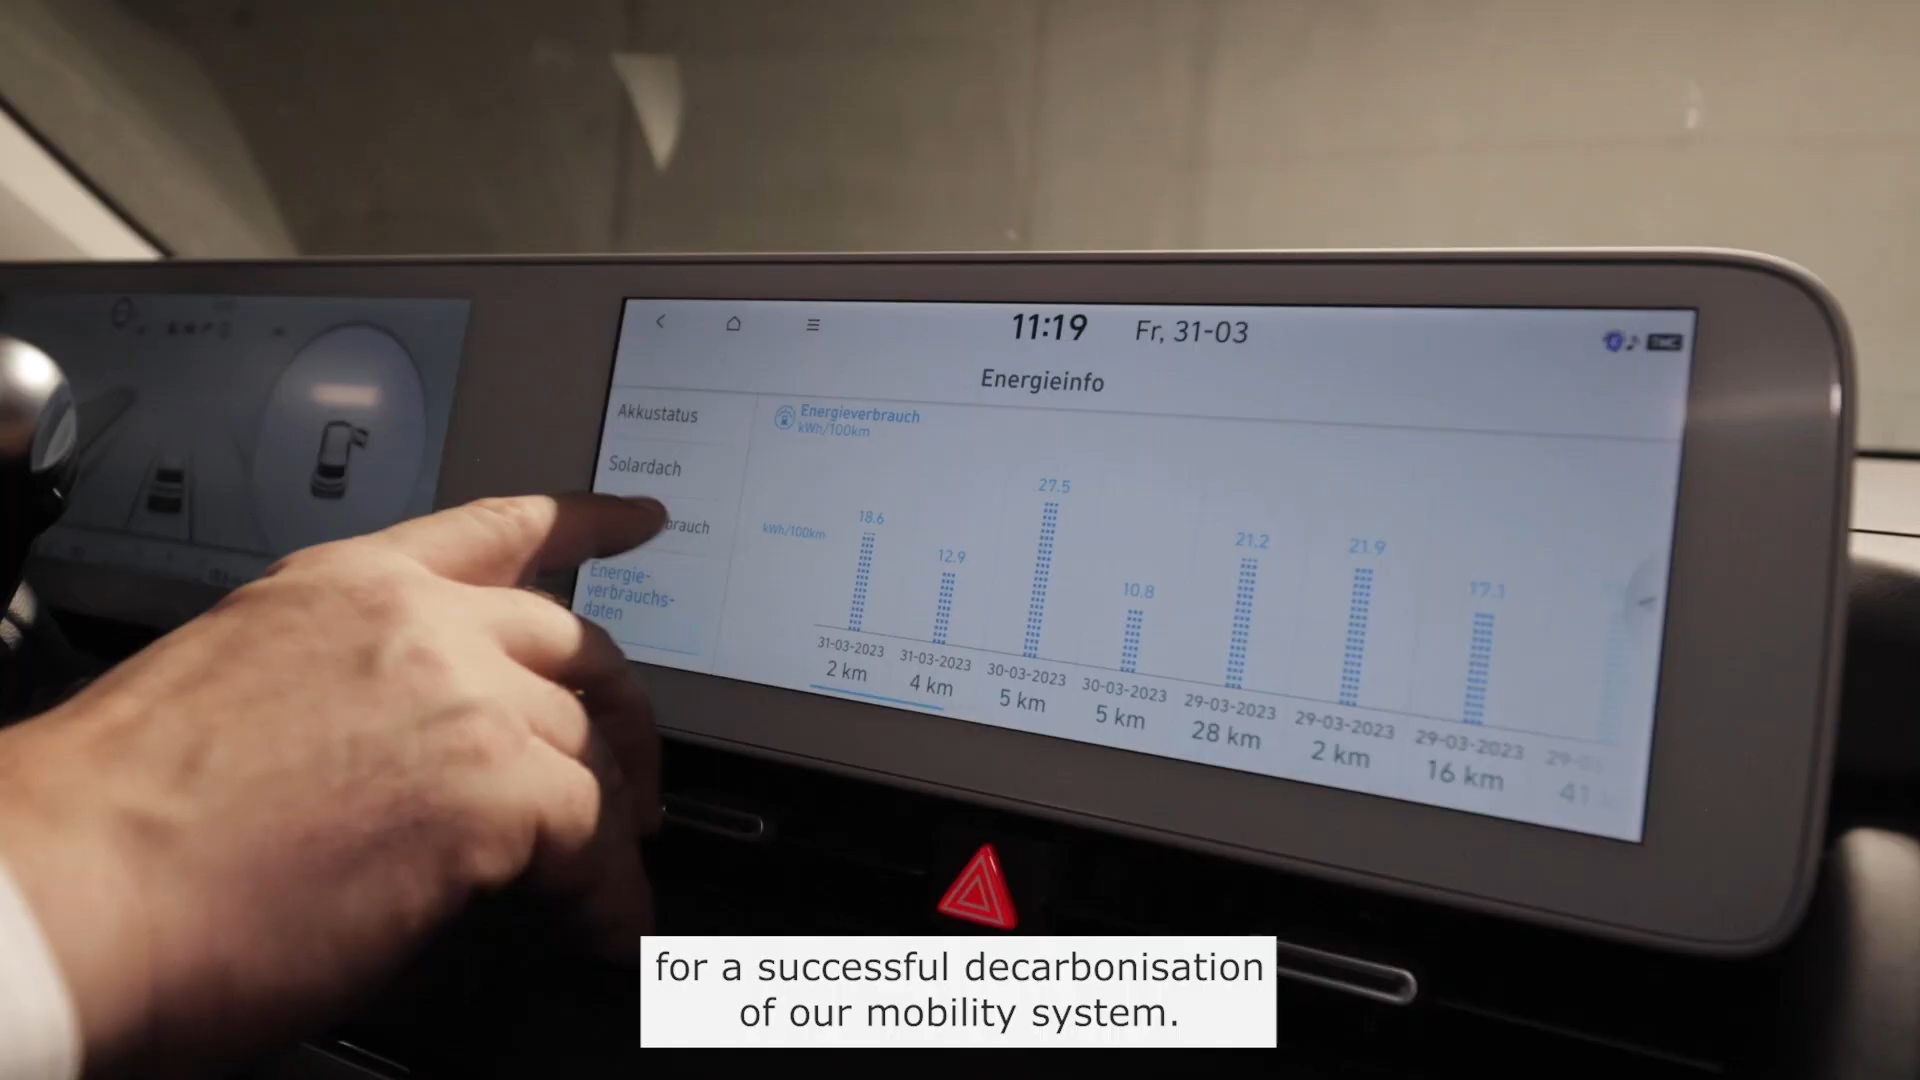 11:19 Fr, 31-03
Energieinfo
Akkustatus
Solardach
brauch
Energie-
verbrauchs-
daten
Energieverbrauch
kWh/100km
kWh/100km
18.6
12.9
27.5
10.8
21.2
21.9
17.1
31-03-2023
2 km
31-03-2023
4 km
30-03-2023
5 km
30-03-2023
5 km
29-03-2023
28 km
29-03-2023
2 km
29-03-2023
16 km
41
for a successful decarbonisation
of our mobility system.